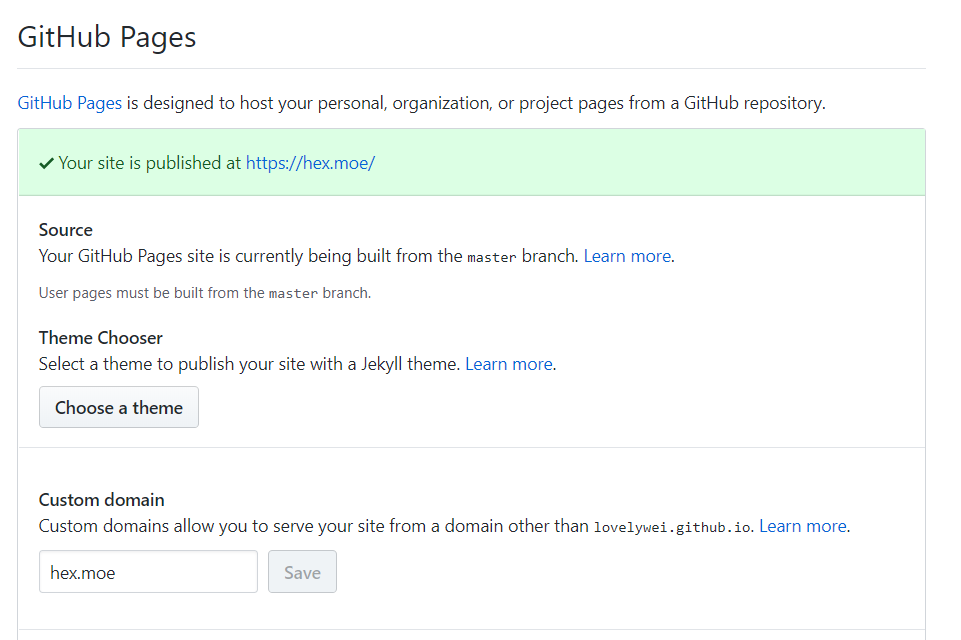 GitHub Pages
GitHub Pages is designed to host your personal, organization, or project pages from a GitHub repository.
✓ Your site is published at https://hex.moe/
Source
Your GitHub Pages site is currently being built from the master branch. Learn more.
User pages must be built from the master branch.
Theme Chooser
Select a theme to publish your site with a Jekyll theme. Learn more.
Choose a theme
Custom domain
Custom domains allow you to serve your site from a domain other than lovelywei.github.io. Learn more.
hex.moe Save